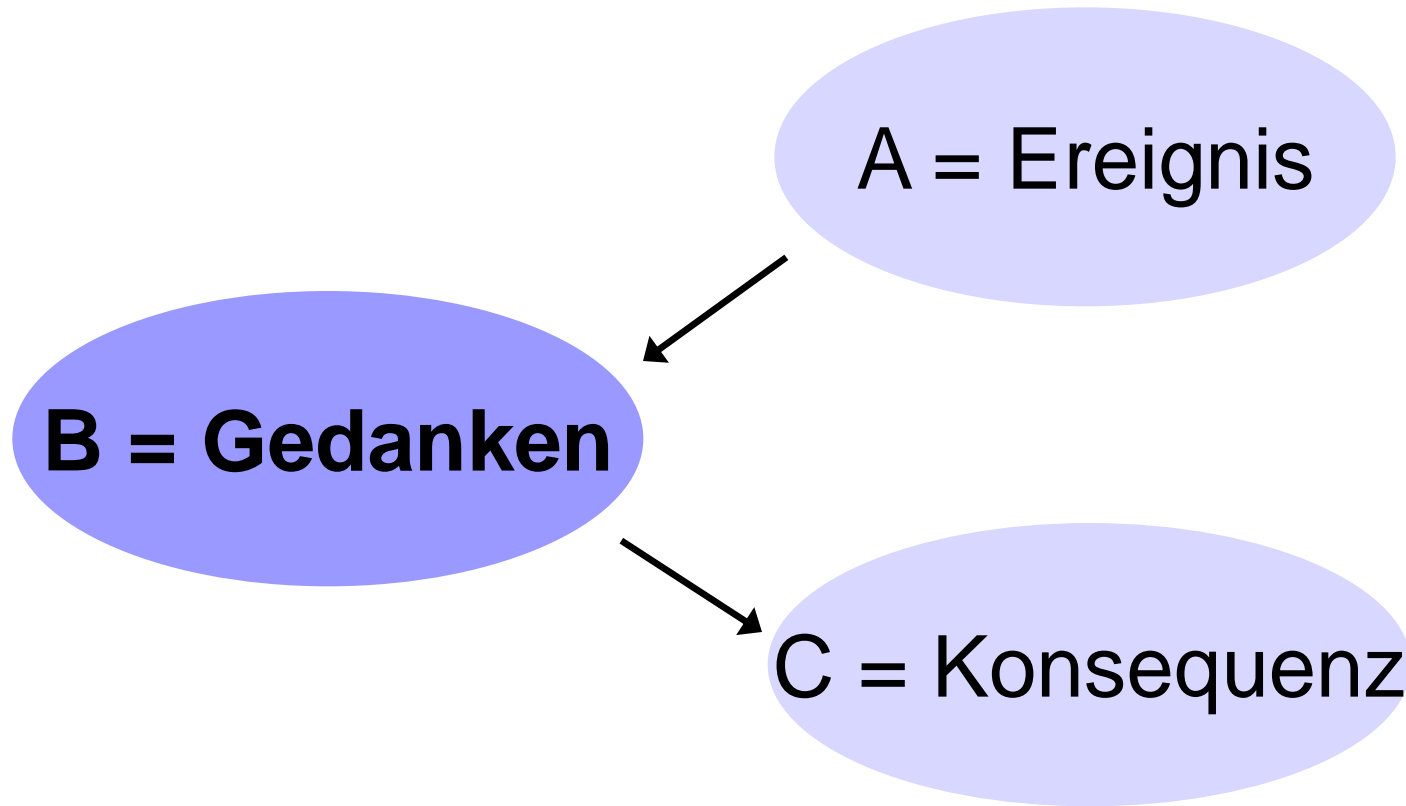 A = Ereignis
B = Gedanken
C = Konsequenz